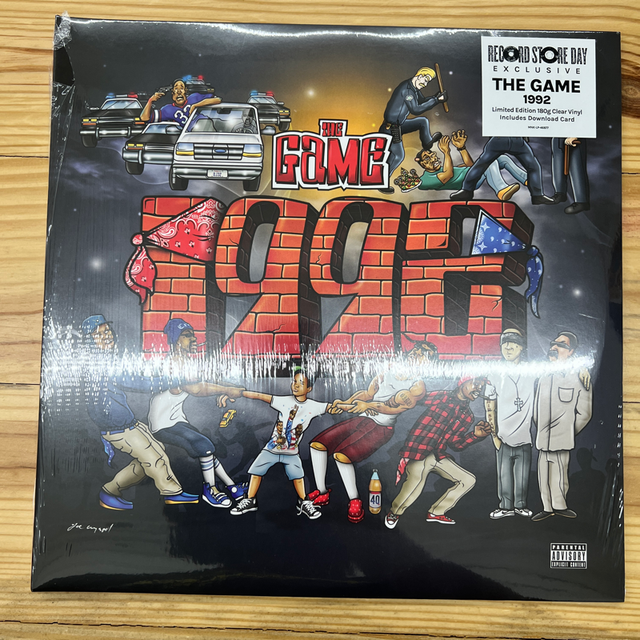 RECORD STORE DAY
EXCLUSIVE
THE GAME
1992
Limited Edition 180g Clear Vinyl
Includes Download Card
THE
GAME
1992
40
PARENTAL
ADVISORY
EXPLICIT CONTENT